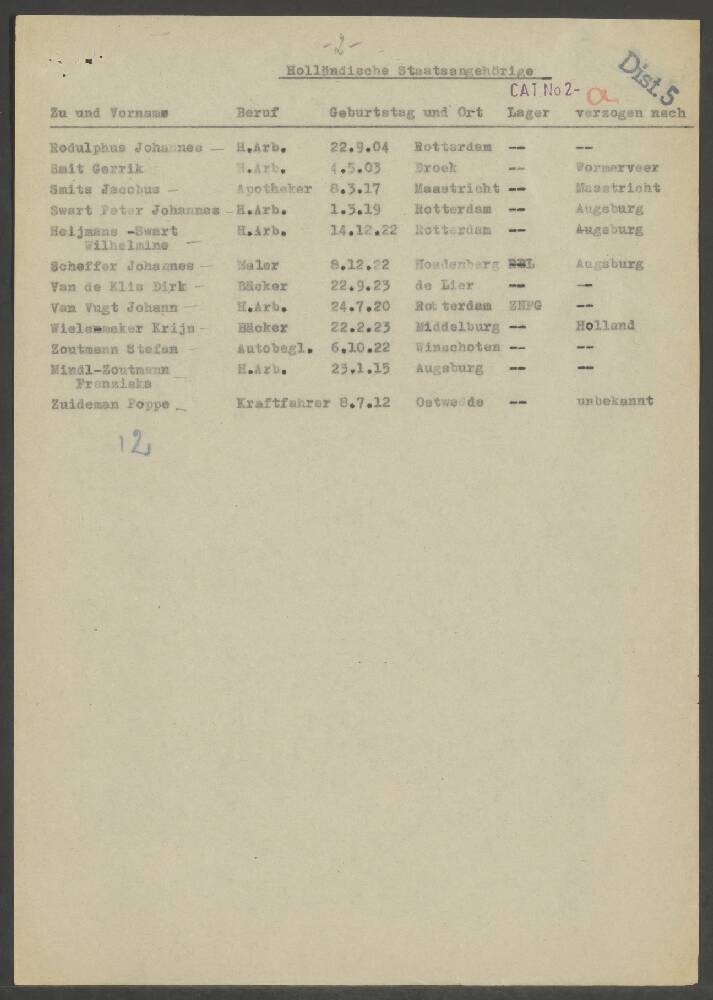 -2-
Holländische Staatsangehörige
Dist.5
CAT No 2- a
Zu und Vorname Beruf Geburtstag und Ort Lager verzogen nach
Rodulphus Johannes — H.Arb. 22.9.04 Rotterdam -- --
Smit Gerrik H.Arb. 4.5.03 Broek -- Wormerveer
Smits Jacobus — Apotheker 8.3.17 Maastricht -- Maastricht
Swart Peter Johannes — H.Arb. 1.3.19 Rotterdam -- Augsburg
Heijmans -Swart H.Arb. 14.12.22 Rotterdam -- Augsburg
Wilhelmine —
Scheffer Johannes — Maler 8.12.22 Augsburg
Van de Klis Dirk — Bäcker 22.9.23 de Lier -- --
Van Vugt Johann — H.Arb. 24.7.20 Rotterdam ZNFG --
Wielemmaker Krijn — Bäcker 22.2.23 Middelburg -- Holland
Zoutmann Stefan — Autobegl. 6.10.22 Winschoten -- --
Mindl-Zoutmann H.Arb. 23.1.15 Augsburg -- --
Franziska —
Zuideman Poppe — Kraftfahrer 8.7.12 Ostwedde -- unbekannt
12